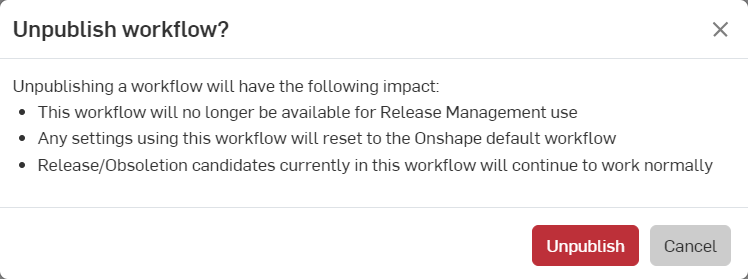 Unpublish workflow?
Unpublishing a workflow will have the following impact:
• This workflow will no longer be available for Release Management use
• Any settings using this workflow will reset to the Onshape default workflow
• Release/Obsoletion candidates currently in this workflow will continue to work normally
Unpublish Cancel